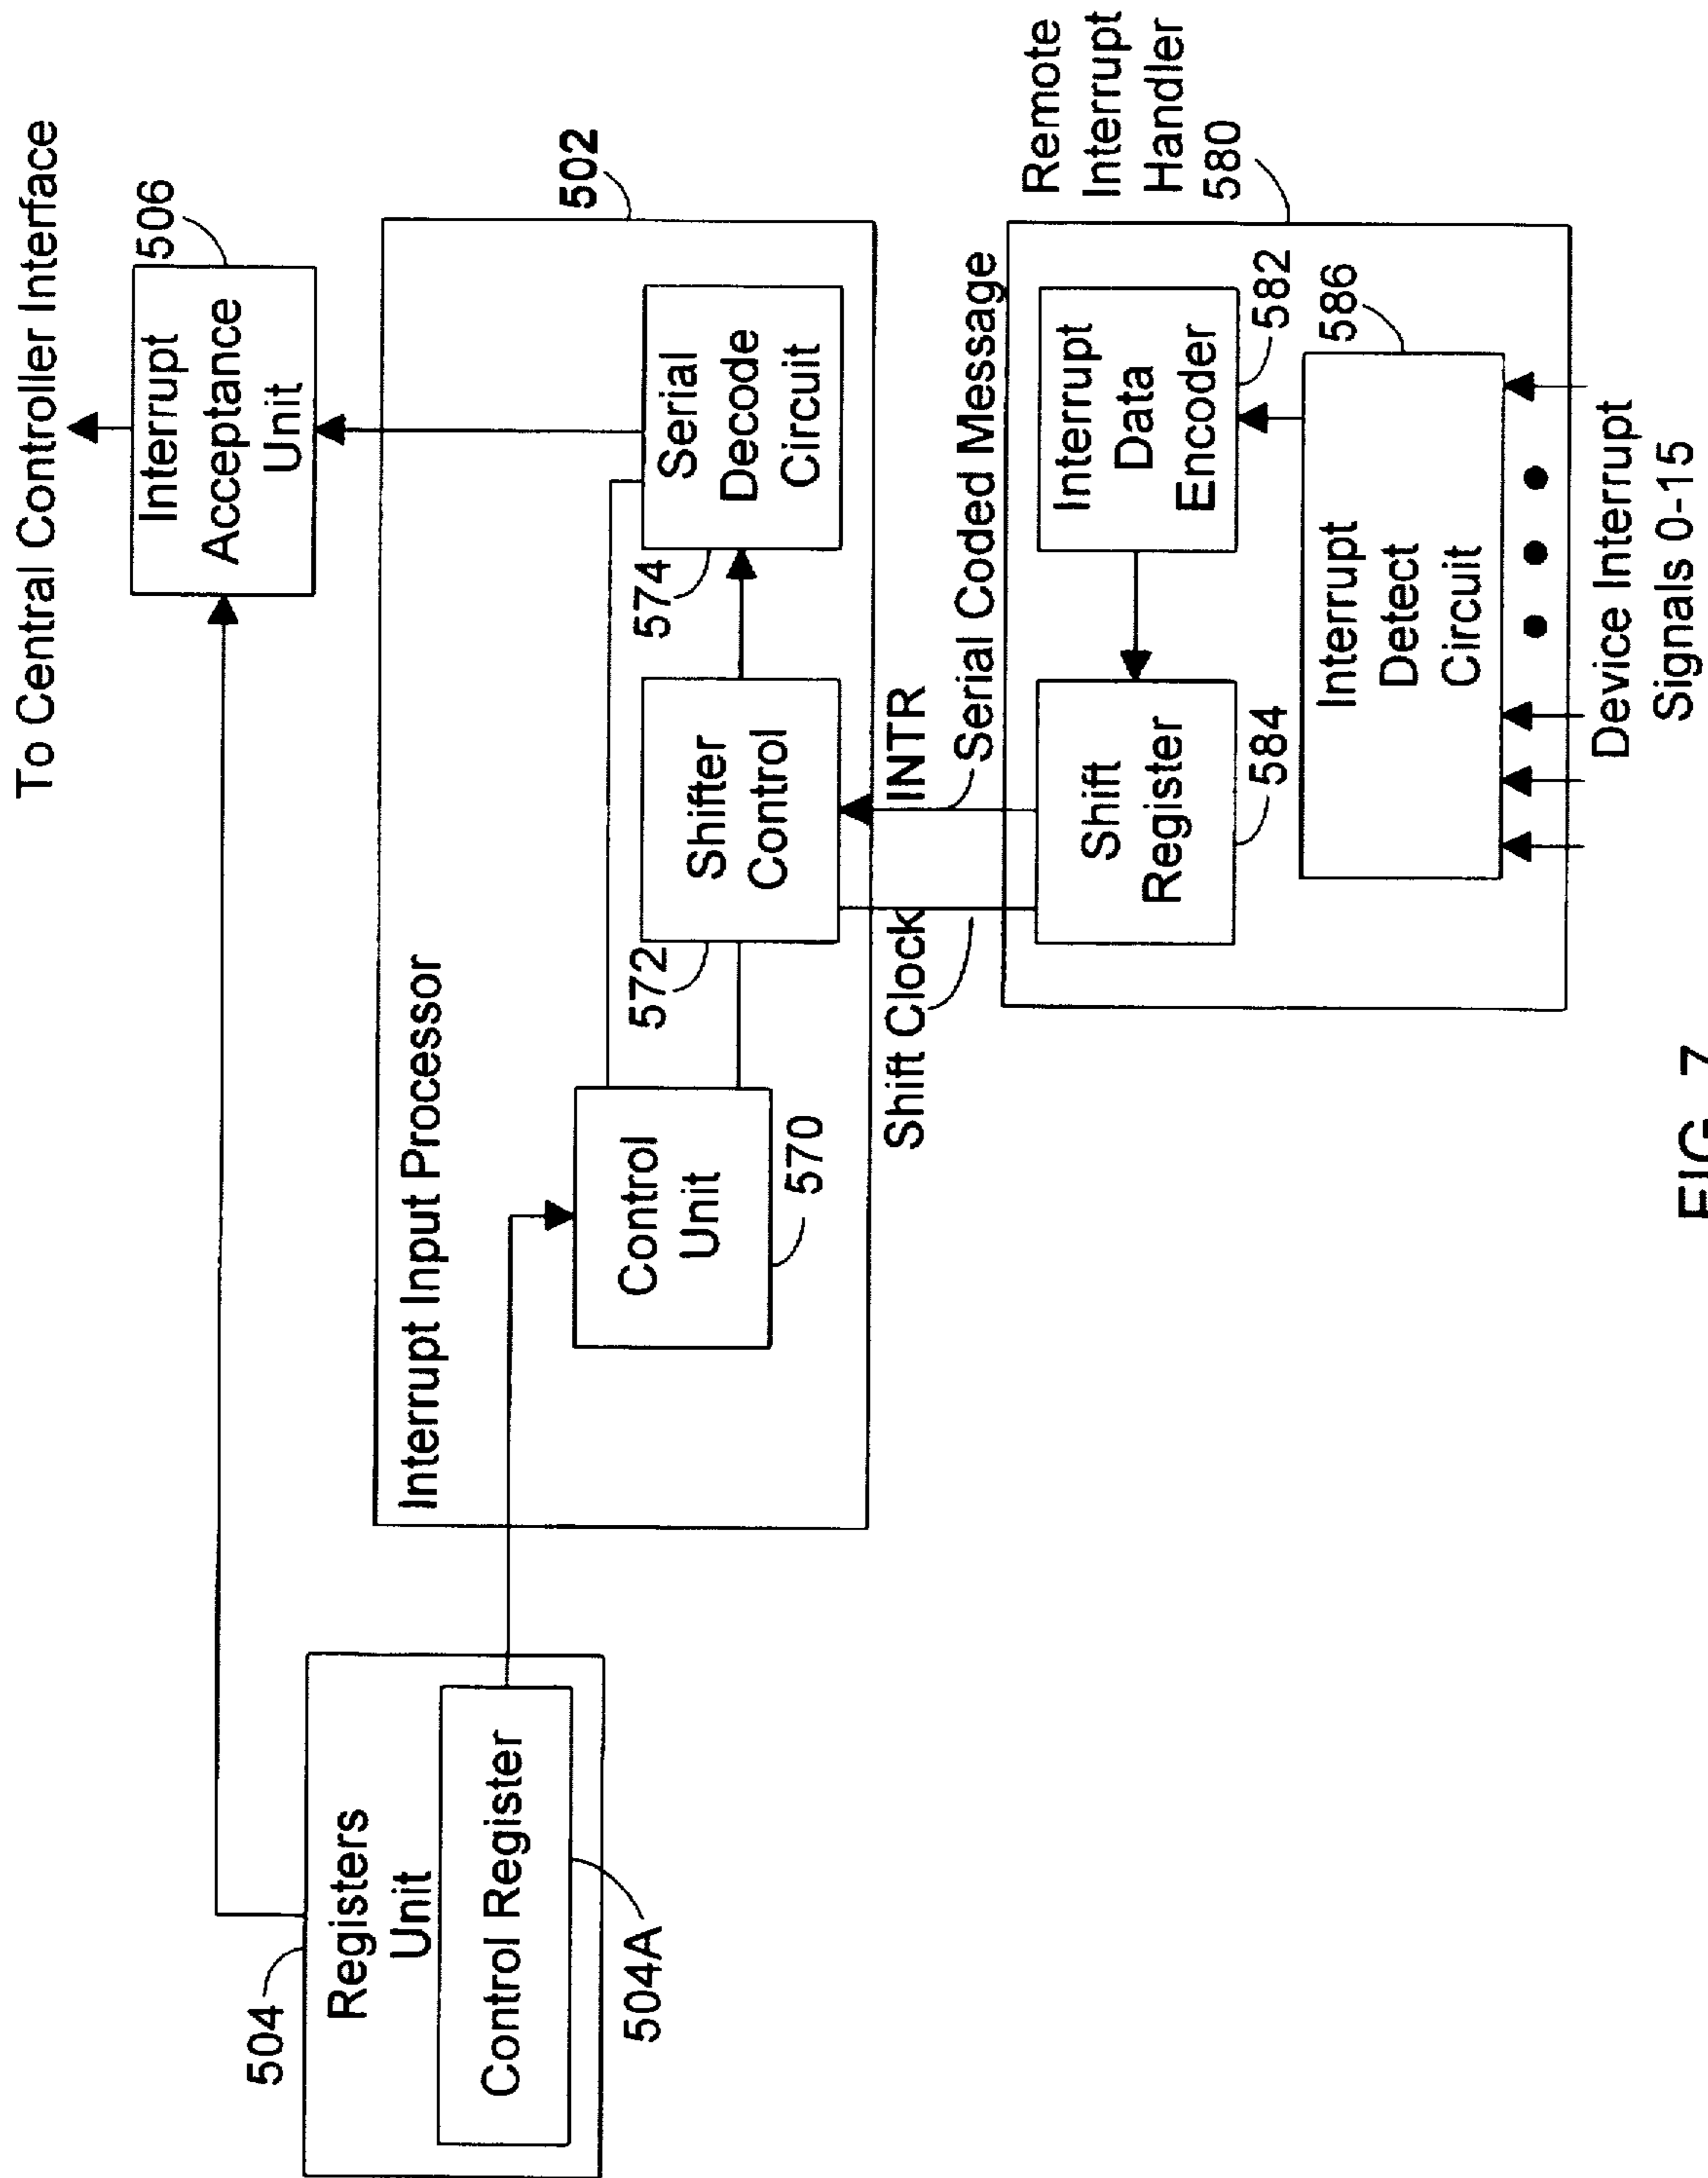 To Central Controller Interface
506
Interrupt
Acceptance
Unit
504
Registers
Unit
Control Register
504A
502
Interrupt Input Processor
Control
Unit
570
572
Shifter
Control
574
Serial
Decode
Circuit
Shift Clock
INTR
Serial Coded Message
Remote
Interrupt
Handler
580
Shift
Register
584
Interrupt
Data
Encoder
582
586
Interrupt
Detect
Circuit
Device Interrupt
Signals 0-15
FIG. 7